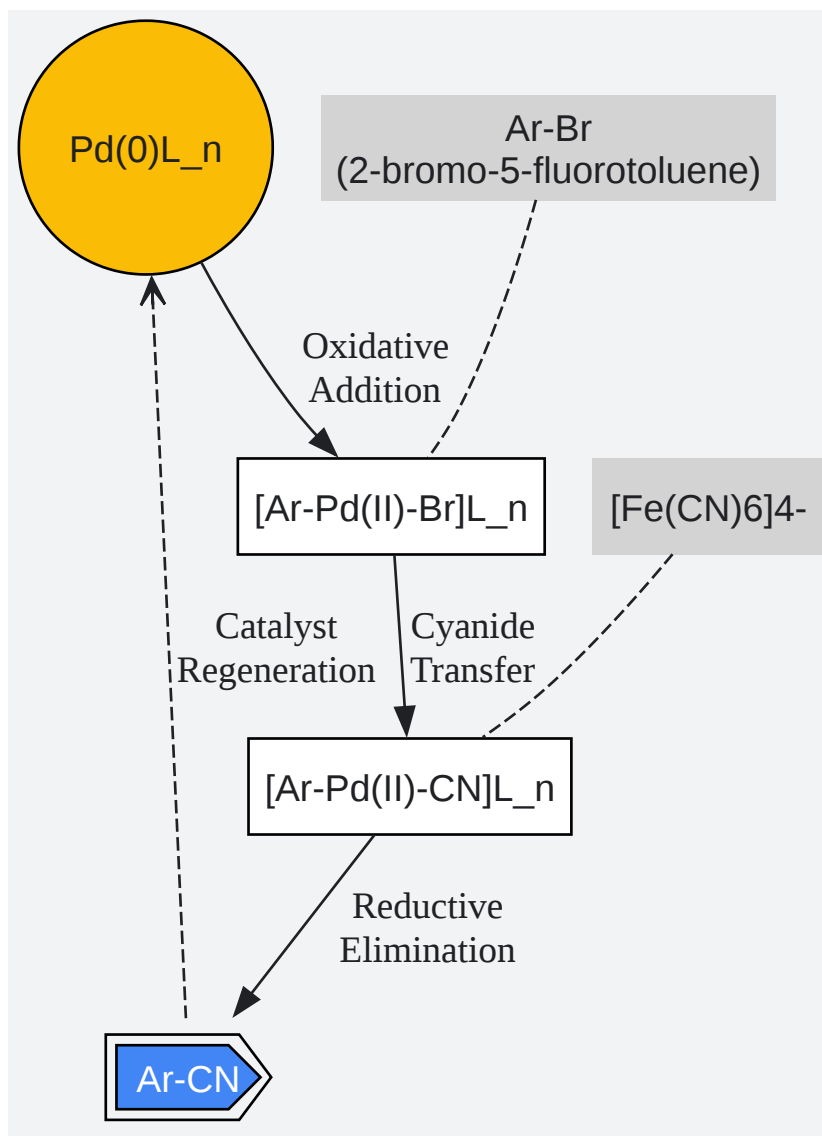 Pd(0)L_n
Ar-Br
(2-bromo-5-fluorotoluene)
Oxidative
Addition
[Ar-Pd(II)-Br]L_n
[Fe(CN)6]4-
Catalyst
Regeneration
Cyanide
Transfer
[Ar-Pd(II)-CN]L_n
Reductive
Elimination
Ar-CN